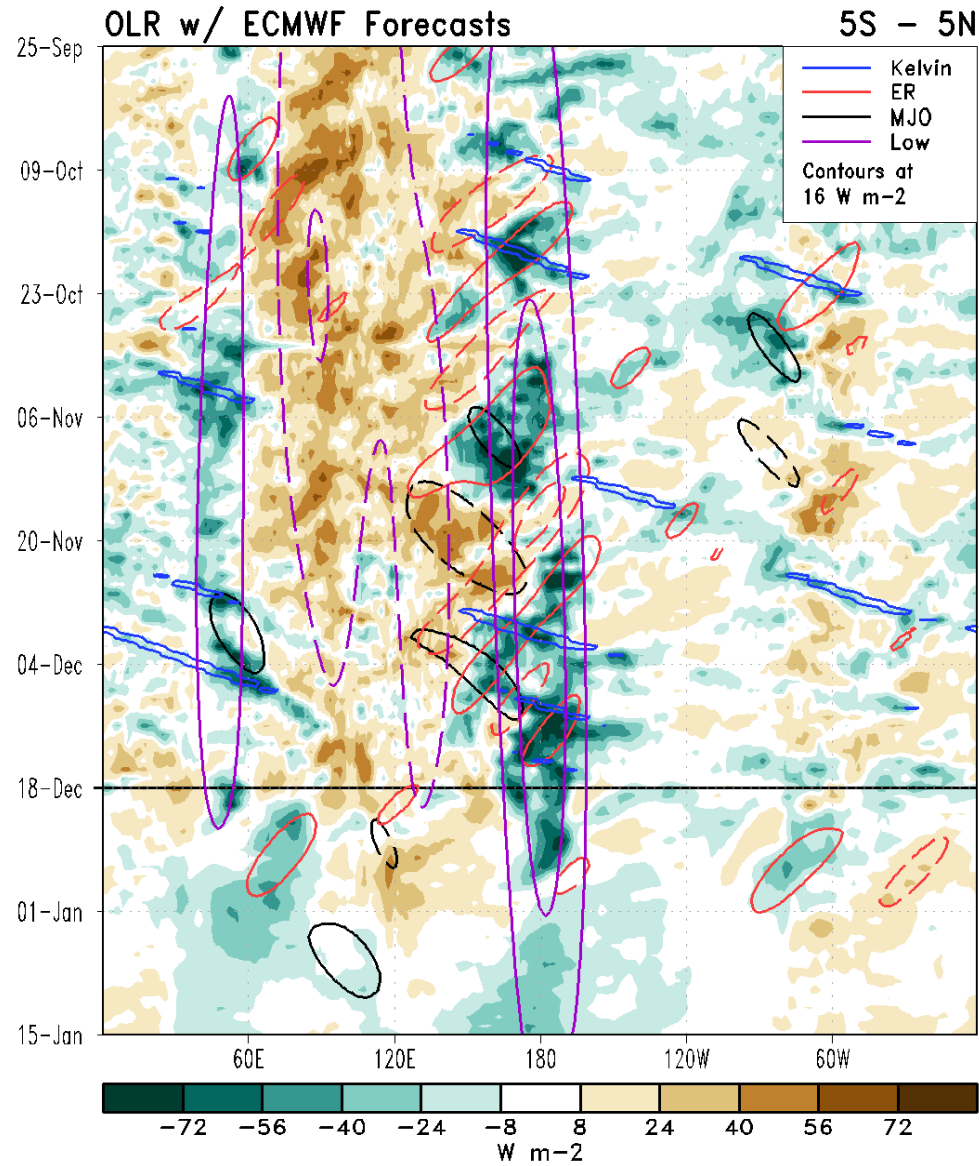 OLR w/ ECMWF Forecasts 5S - 5N
25-Sep
09-Oct
23-Oct
06-Nov
20-Nov
04-Dec
18-Dec
01-Jan
15-Jan
Kelvin
ER
MJO
Low
Contours at
16 W m-2
60E 120E 180 120W 60W
-72 -56 -40 -24 -8 8 24 40 56 72
W m-2